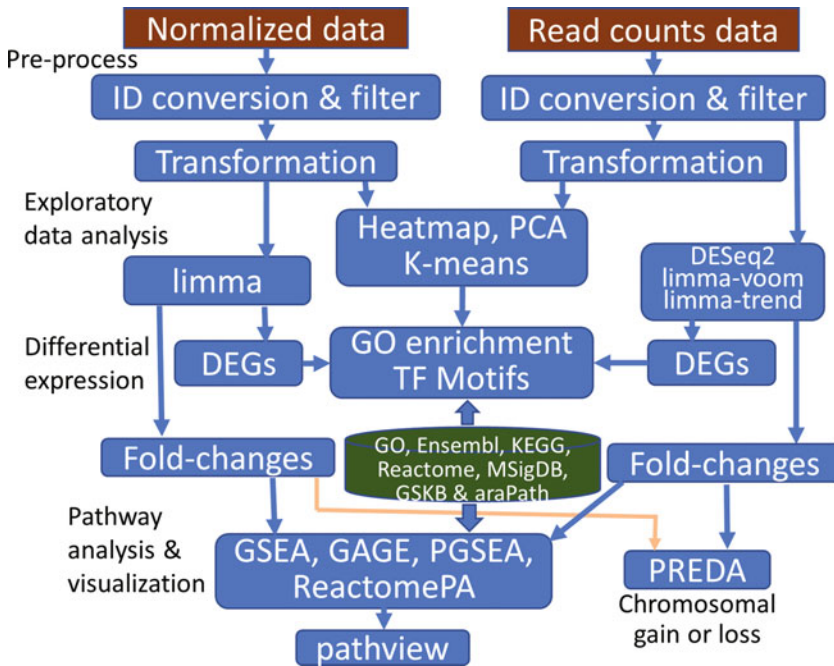 Normalized data
Read counts data
Pre-process
ID conversion & filter
ID conversion & filter
Transformation
Transformation
Exploratory
data analysis
Heatmap, PCA
K-means
limma
DESeq2
limma-voom
limma-trend
Differential
expression
DEGs
GO enrichment
TF Motifs
DEGs
Fold-changes
GO, Ensembl, KEGG,
Reactome, MSigDB,
GSKB & araPath
Fold-changes
Pathway
analysis &
visualization
GSEA, GAGE, PGSEA,
ReactomePA
PREDA
Chromosomal
gain or loss
pathview